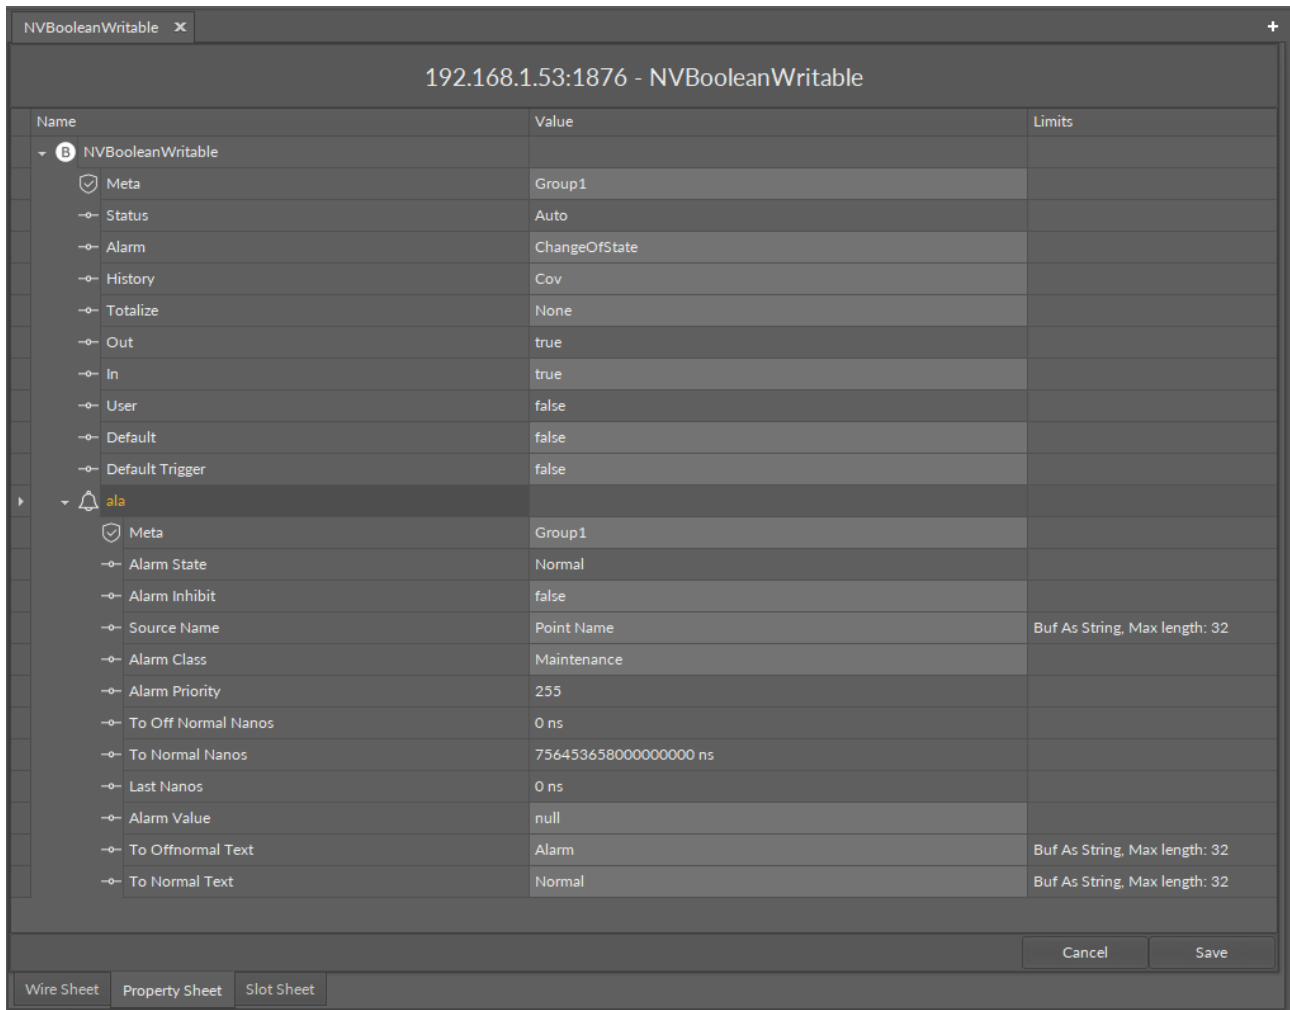 NVBooleanWritable
192.168.1.53:1876 - NVBooleanWritable
Name Value Limits
B NVBooleanWritable
Meta Group1
Status Auto
Alarm ChangeOfState
History Cov
Totalize None
Out true
In true
User false
Default false
Default Trigger false
ala
Meta Group1
Alarm State Normal
Alarm Inhibit false
Source Name Point Name Buf As String, Max length: 32
Alarm Class Maintenance
Alarm Priority 255
To Off Normal Nanos 0 ns
To Normal Nanos 756453658000000000 ns
Last Nanos 0 ns
Alarm Value null
To Offnormal Text Alarm Buf As String, Max length: 32
To Normal Text Normal Buf As String, Max length: 32
Cancel Save
Wire Sheet Property Sheet Slot Sheet